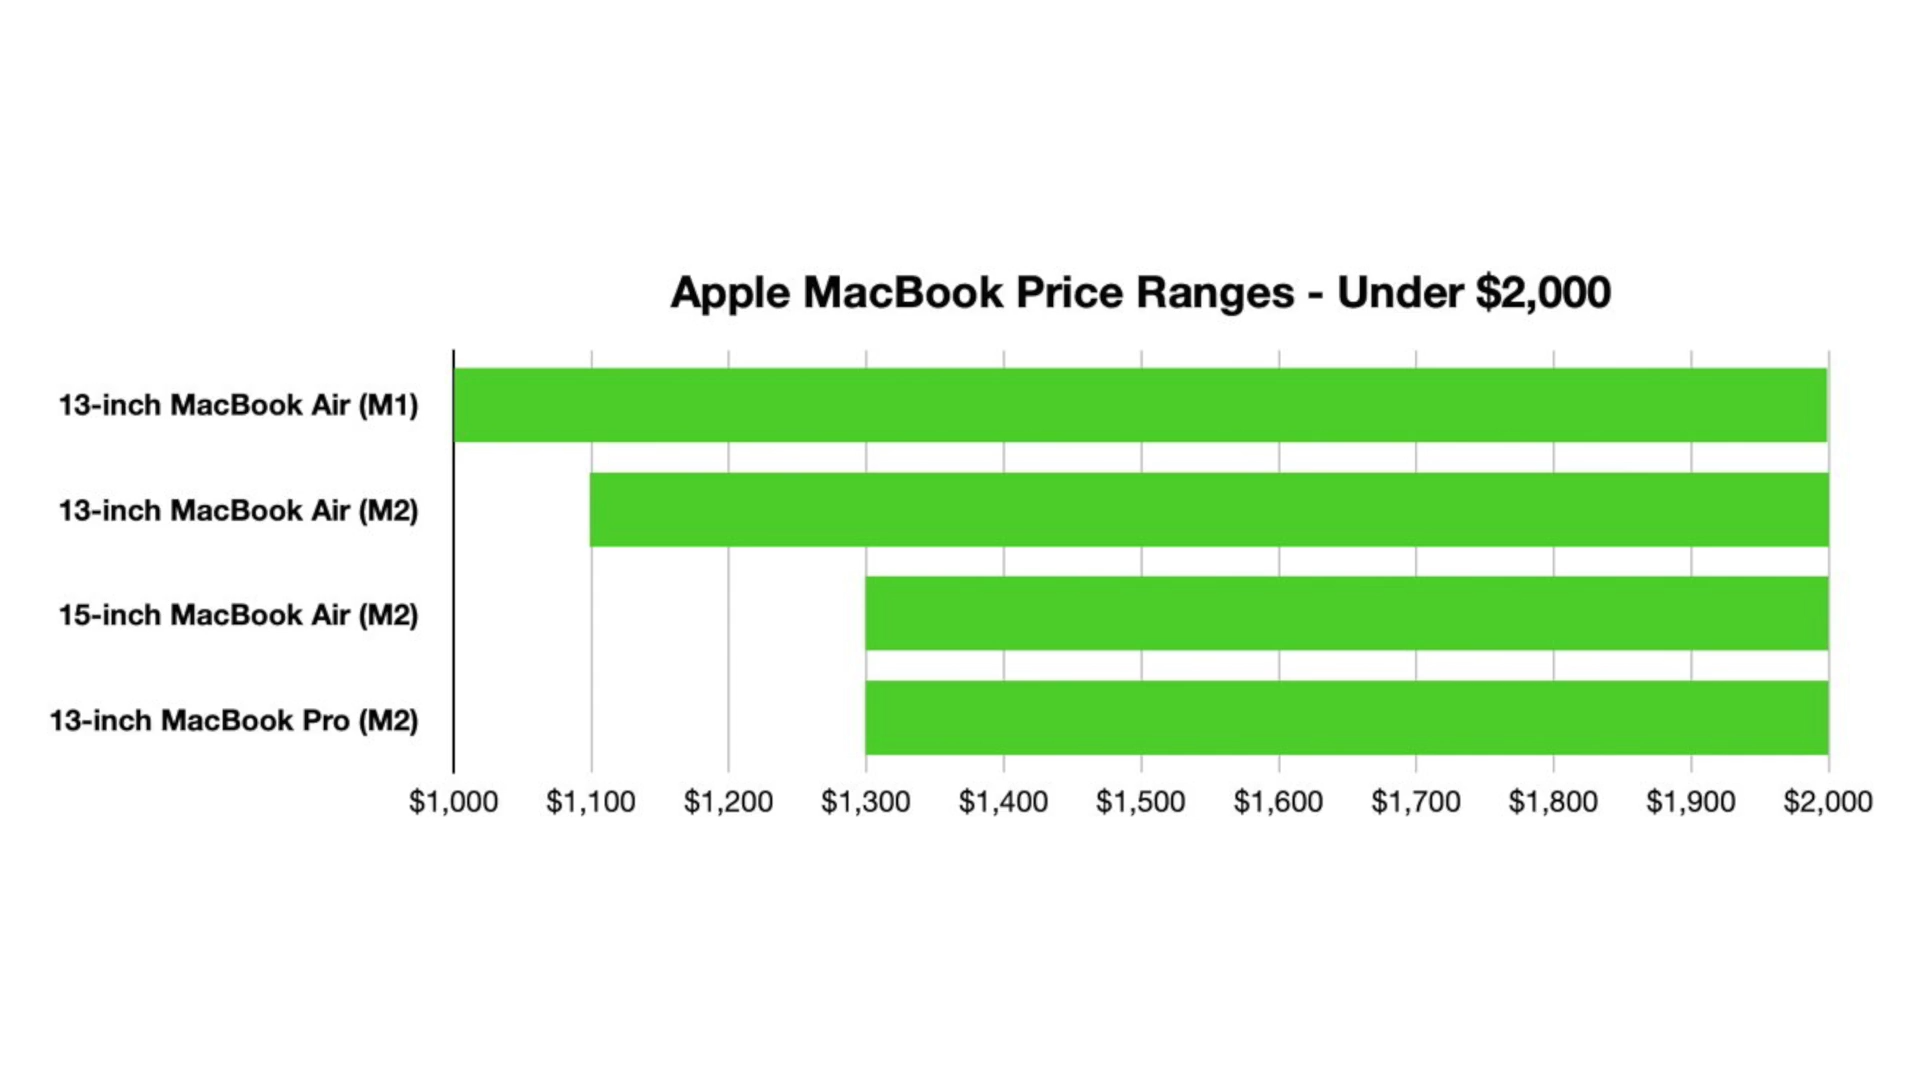 Apple MacBook Price Ranges - Under $2,000
13-inch MacBook Air (M1)
13-inch MacBook Air (M2)
15-inch MacBook Air (M2)
13-inch MacBook Pro (M2)
$1,000 $1,100 $1,200 $1,300 $1,400 $1,500 $1,600 $1,700 $1,800 $1,900 $2,000